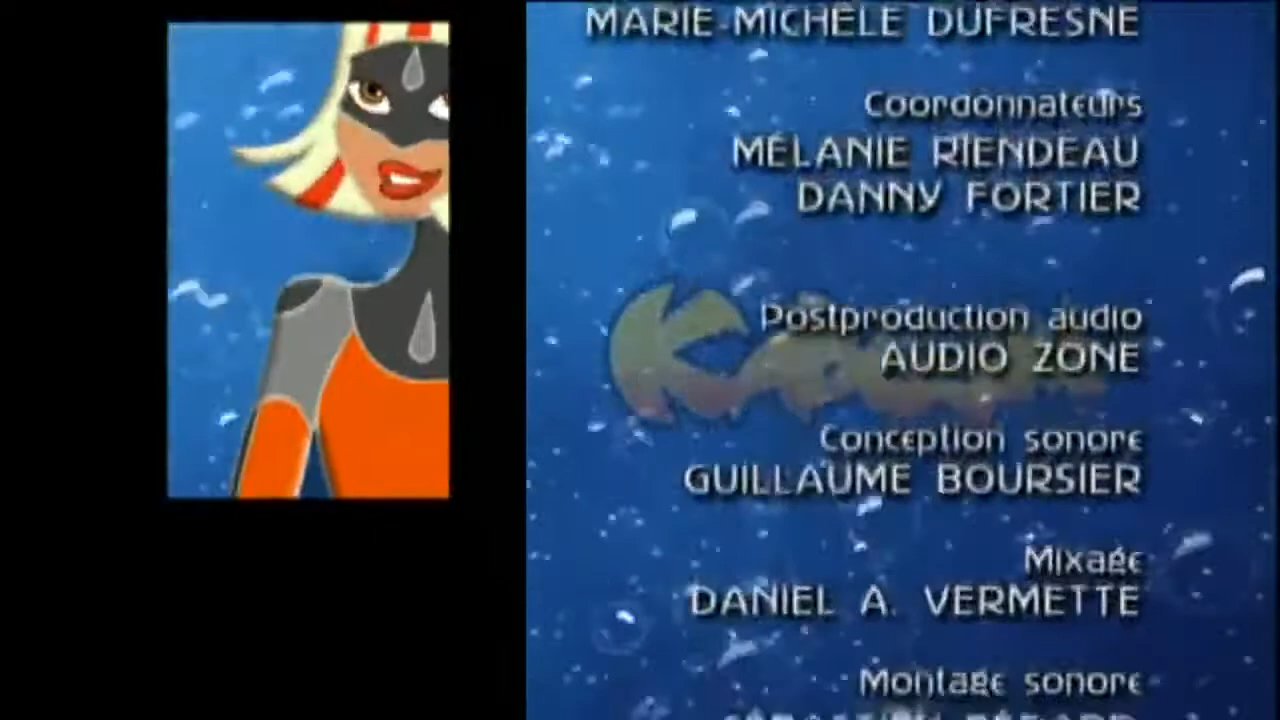 MARIE-MICHÈLE DUFRESNE
Coordonnateurs
MÉLANIE RIENDEAU
DANNY FORTIER
Postproduction audio
AUDIO ZONE
Conception sonore
GUILLAUME BOURSIER
Mixage
DANIEL A. VERMETTE
Montage sonore